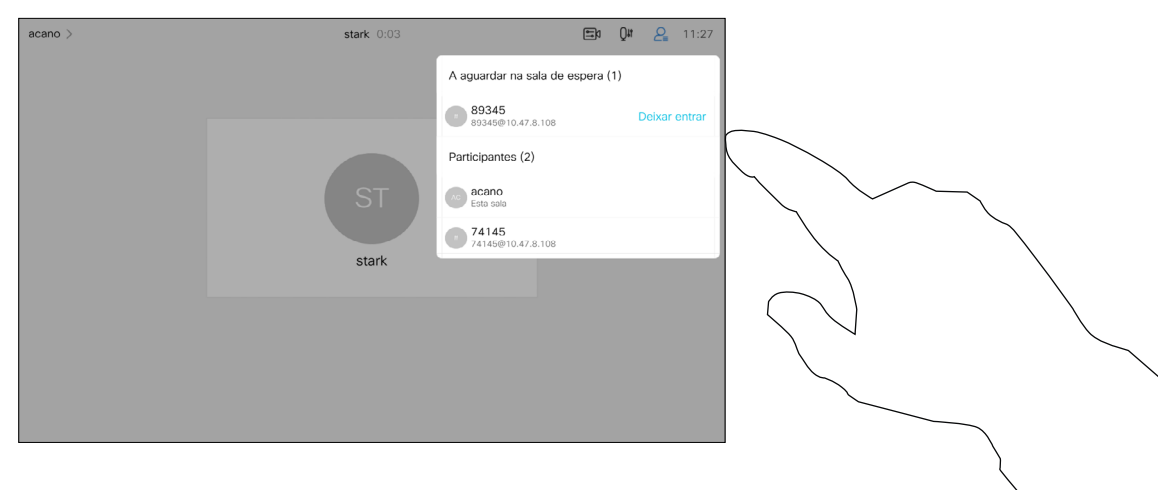 acano >
stark 0:03
11:27
A aguardar na sala de espera (1)
89345
89345@10.47.8.108
Deixar entrar
Participantes (2)
ST
AC
acano
Esta sala
74145
74145@10.47.8.108
stark